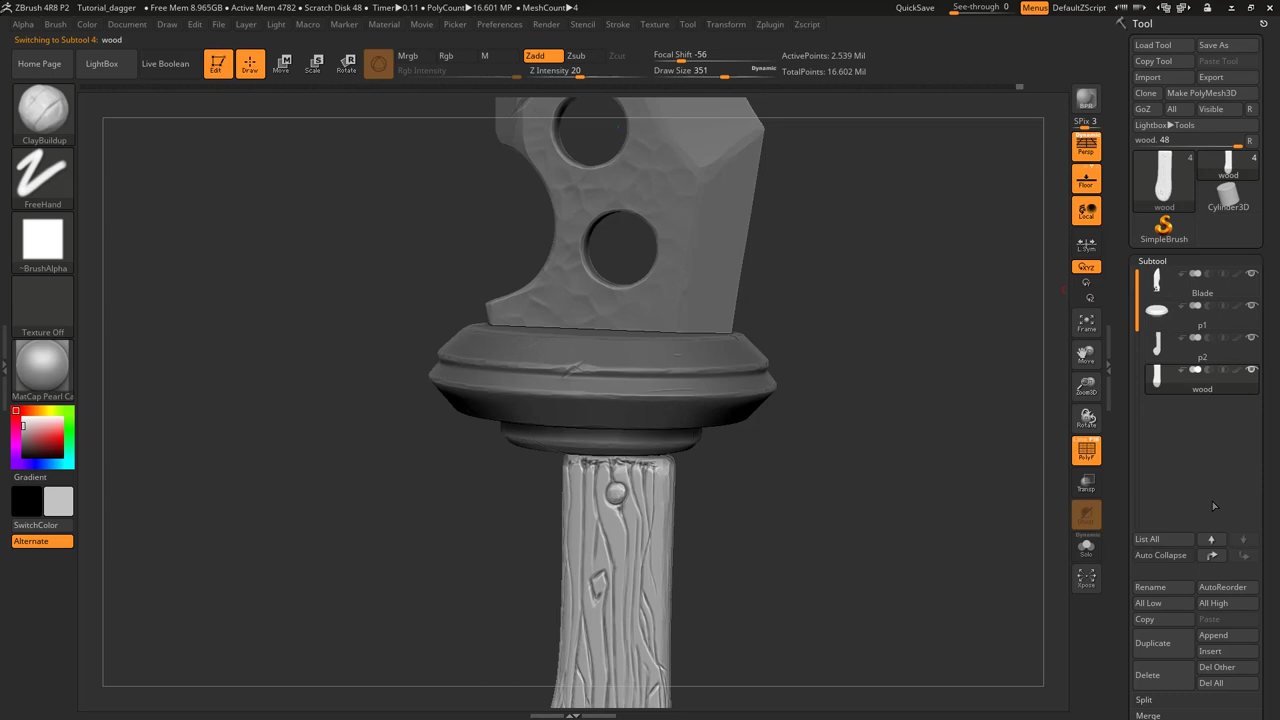 ZBrush 4R8 P2 Tutorial_dagger • Free Mem 8.965GB • Active Mem 4782 • Scratch Disk 48 • Timer▶0.11 • PolyCount▶16.601 MP • MeshCount▶4 QuickSave See-through 0 Menus DefaultZScript
Alpha Brush Color Document Draw Edit File Layer Light Macro Marker Material Movie Picker Preferences Render Stencil Stroke Texture Tool Transform Zplugin Zscript
Switching to Subtool 4: wood
Home Page LightBox Live Boolean Edit Draw Move Scale Rotate
Mrgb Rgb M Zadd Zsub Zcut Focal Shift -56 ActivePoints: 2.539 Mil
Rgb Intensity Z Intensity 20 Draw Size 351 Dynamic TotalPoints: 16.602 Mil
ClayBuildup
FreeHand
~BrushAlpha
Texture Off
MatCap Pearl Ca
Gradient
SwitchColor
Alternate
BPR
SPix 3
Dynamic
Persp
Floor
Local
L.Sym
XYZ
Frame
Move
Zoom3D
Rotate
PolyF
Transp
Dynamic
Solo
Xpose
Tool
Load Tool Save As
Copy Tool Paste Tool
Import Export
Clone Make PolyMesh3D
GoZ All Visible R
Lightbox▶Tools
wood. 48 R
4 4
wood wood
Cylinder3D
SimpleBrush
Subtool
Blade
p1
p2
wood
List All
Auto Collapse
Rename AutoReorder
All Low All High
Copy Paste
Duplicate Append
Insert
Delete Del Other
Del All
Split
Merge